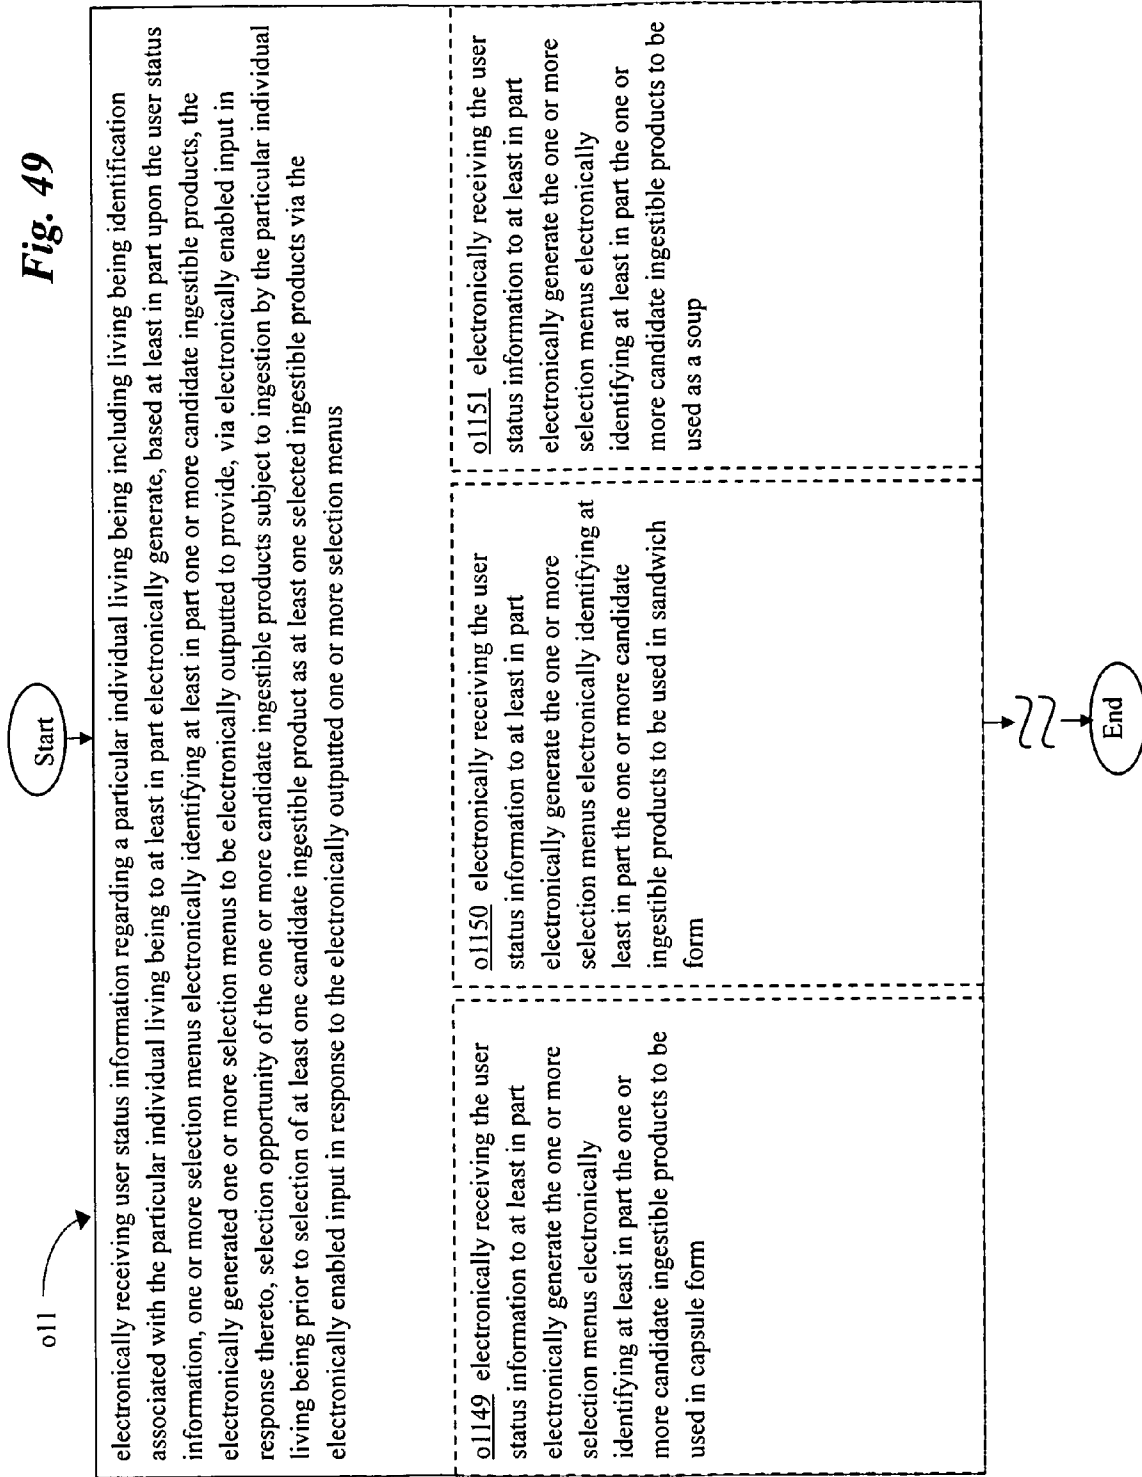 Fig. 49
Start
o11
electronically receiving user status information regarding a particular individual living being including living being identification
associated with the particular individual living being to at least in part electronically generate, based at least in part upon the user status
information, one or more selection menus electronically identifying at least in part one or more candidate ingestible products, the
electronically generated one or more selection menus to be electronically outputted to provide, via electronically enabled input in
response thereto, selection opportunity of the one or more candidate ingestible products subject to ingestion by the particular individual
living being prior to selection of at least one candidate ingestible product as at least one selected ingestible products via the
electronically enabled input in response to the electronically outputted one or more selection menus
o1149 electronically receiving the user
status information to at least in part
electronically generate the one or more
selection menus electronically
identifying at least in part the one or
more candidate ingestible products to be
used in capsule form
o1150 electronically receiving the user
status information to at least in part
electronically generate the one or more
selection menus electronically identifying at
least in part the one or more candidate
ingestible products to be used in sandwich
form
o1151 electronically receiving the user
status information to at least in part
electronically generate the one or more
selection menus electronically
identifying at least in part the one or
more candidate ingestible products to be
used as a soup
End